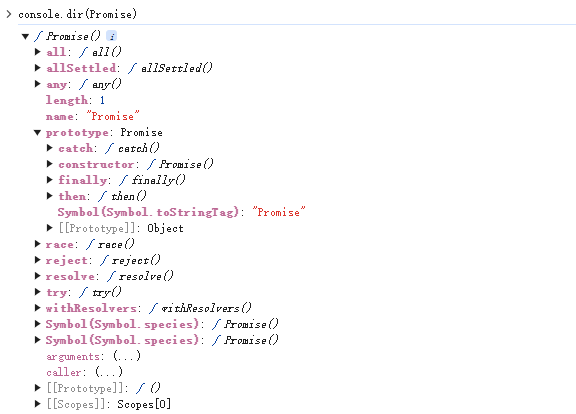 console.dir(Promise)
ƒ Promise() i
all: ƒ all()
allSettled: ƒ allSettled()
any: ƒ any()
length: 1
name: "Promise"
prototype: Promise
catch: ƒ catch()
constructor: ƒ Promise()
finally: ƒ finally()
then: ƒ then()
Symbol(Symbol.toStringTag): "Promise"
[[Prototype]]: Object
race: ƒ race()
reject: ƒ reject()
resolve: ƒ resolve()
try: ƒ try()
withResolvers: ƒ withResolvers()
Symbol(Symbol.species): ƒ Promise()
Symbol(Symbol.species): ƒ Promise()
arguments: (...)
caller: (...)
[[Prototype]]: ƒ ()
[[Scopes]]: Scopes[0]